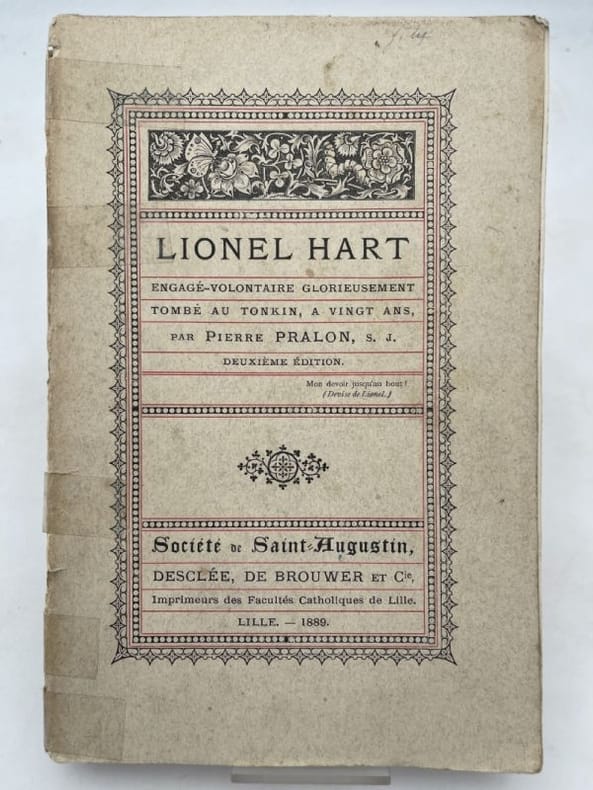 LIONEL HART
ENGAGÉ-VOLONTAIRE GLORIEUSEMENT
TOMBÉ AU TONKIN, A VINGT ANS,
PAR PIERRE PRALON, S. J.
DEUXIÈME ÉDITION.
Mon devoir jusqu'au bout !
(Devise de Lionel.)
Société de Saint-Augustin,
DESCLÉE, DE BROUWER ET Cie,
Imprimeurs des Facultés Catholiques de Lille.
LILLE. — 1889.